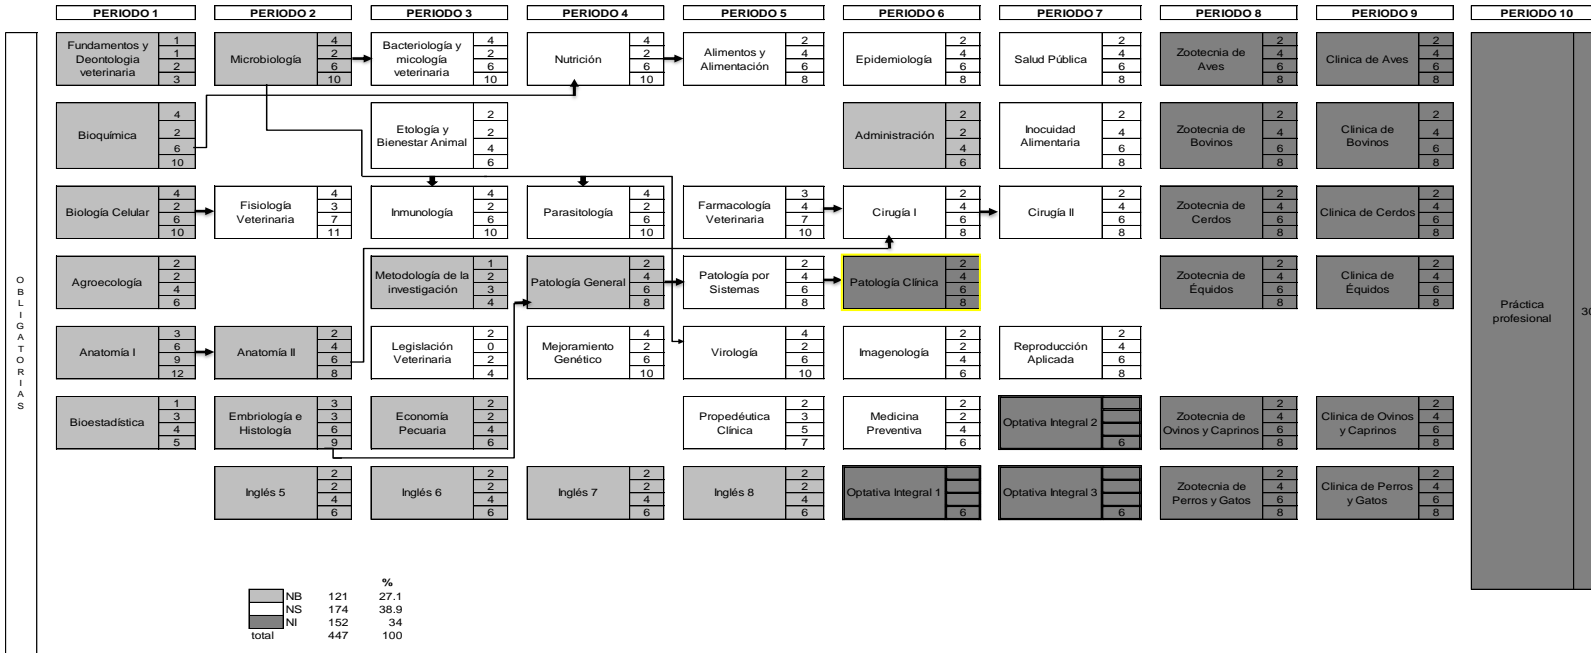 PERIODO 1 PERIODO 2 PERIODO 3 PERIODO 4 PERIODO 5 PERIODO 6 PERIODO 7 PERIODO 8 PERIODO 9 PERIODO 10
OBLIGATORIAS
Fundamentos y
Deontologia
veterinaria
1
1
2
3
Microbiología
4
2
6
10
Bacteriología y
micología
veterinaria
4
2
6
10
Nutrición
4
2
6
10
Alimentos y
Alimentación
2
4
6
8
Epidemiología
2
4
6
8
Salud Pública
2
4
6
8
Zootecnia de
Aves
2
4
6
8
Clinica de Aves
2
4
6
8
Bioquímica
4
2
6
10
Etología y
Bienestar Animal
2
2
4
6
Administración
2
2
4
6
Inocuidad
Alimentaria
2
4
6
8
Zootecnia de
Bovinos
2
4
6
8
Clinica de
Bovinos
2
4
6
8
Biología Celular
4
2
6
10
Fisiología
Veterinaria
4
3
7
11
Inmunología
4
2
6
10
Parasitología
4
2
6
10
Farmacología
Veterinaria
3
4
7
10
Cirugía I
2
4
6
8
Cirugía II
2
4
6
8
Zootecnia de
Cerdos
2
4
6
8
Clinica de Cerdos
2
4
6
8
Agroecología
2
2
4
6
Metodología de la
investigación
1
2
3
4
Patología General
2
4
6
8
Patología por
Sistemas
2
4
6
8
Patología Clínica
2
4
6
8
Zootecnia de
Équidos
2
4
6
8
Clinica de
Équidos
2
4
6
8
Práctica
profesional
30
Anatomía I
3
6
9
12
Anatomía II
2
4
6
8
Legislación
Veterinaria
2
0
2
4
Mejoramiento
Genético
4
2
6
10
Virología
4
2
6
10
Imagenología
2
2
4
6
Reproducción
Aplicada
2
4
6
8
Bioestadística
1
3
4
5
Embriología e
Histología
3
3
6
9
Economía
Pecuaria
2
2
4
6
Propedéutica
Clínica
2
3
5
7
Medicina
Preventiva
2
2
4
6
Optativa Integral 2
6
Zootecnia de
Ovinos y Caprinos
2
4
6
8
Clinica de Ovinos
y Caprinos
2
4
6
8
Inglés 5
2
2
4
6
Inglés 6
2
2
4
6
Inglés 7
2
2
4
6
Inglés 8
2
2
4
6
Optativa Integral 1
6
Optativa Integral 3
6
Zootecnia de
Perros y Gatos
2
4
6
8
Clinica de Perros
y Gatos
2
4
6
8
%
NB 121 27.1
NS 174 38.9
NI 152 34
total 447 100